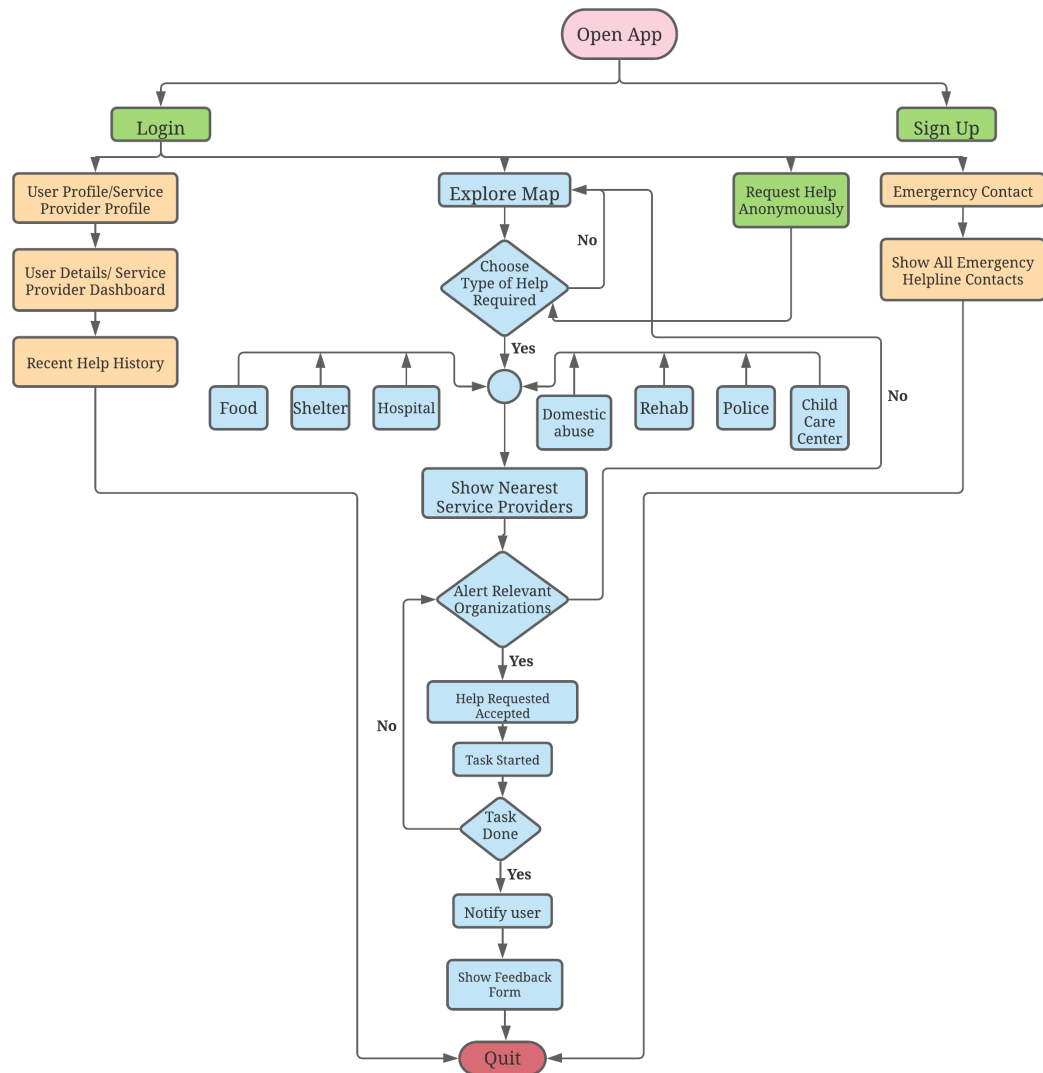 Open App
Login
Sign Up
User Profile/Service
Provider Profile
Explore Map
Request Help
Anonymouusly
Emergerncy Contact
No
Choose
Type of Help
Required
User Details/ Service
Provider Dashboard
Show All Emergency
Helpline Contacts
Yes
Recent Help History
Food
Shelter
Hospital
Domestic
abuse
Rehab
Police
Child
Care
Center
No
Show Nearest
Service Providers
Alert Relevant
Organizations
Yes
Help Requested
Accepted
No
Task Started
Task
Done
Yes
Notify user
Show Feedback
Form
Quit